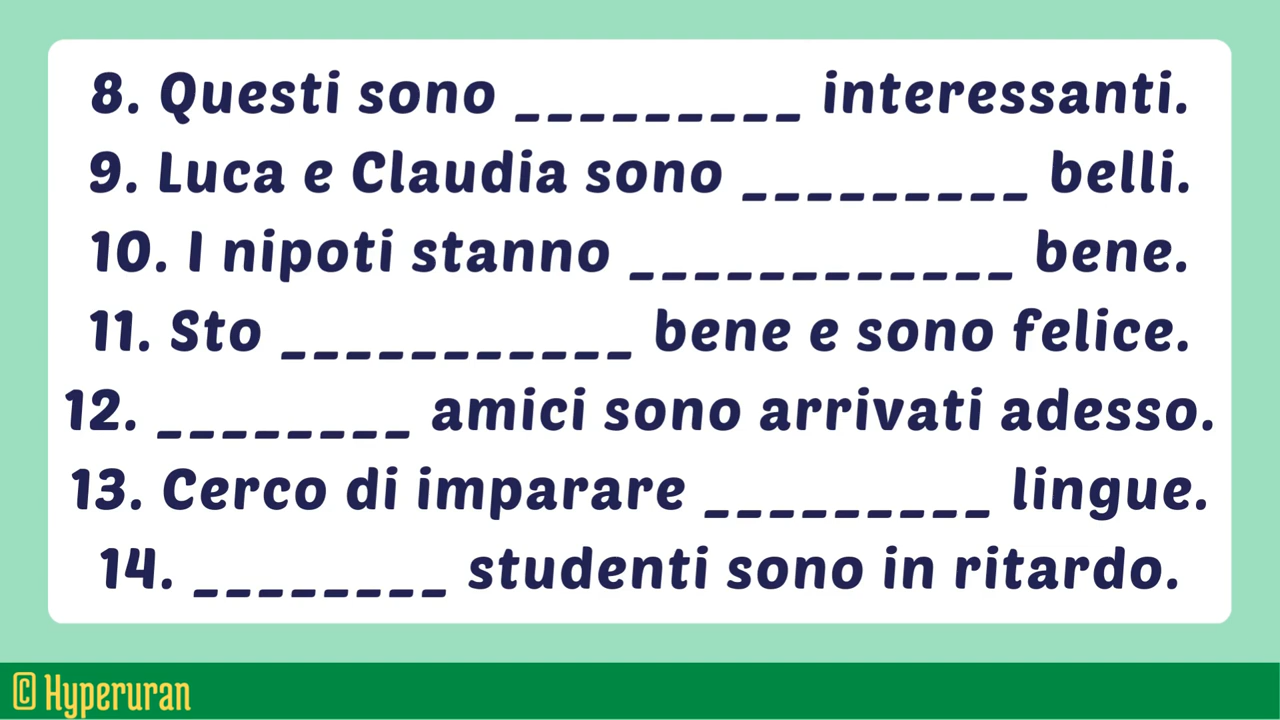 8. Questi sono _________ interessanti.
9. Luca e Claudia sono _________ belli.
10. I nipoti stanno ____________ bene.
11. Sto ___________ bene e sono felice.
12. ________ amici sono arrivati adesso.
13. Cerco di imparare _________ lingue.
14. ________ studenti sono in ritardo.
© Hyperuran